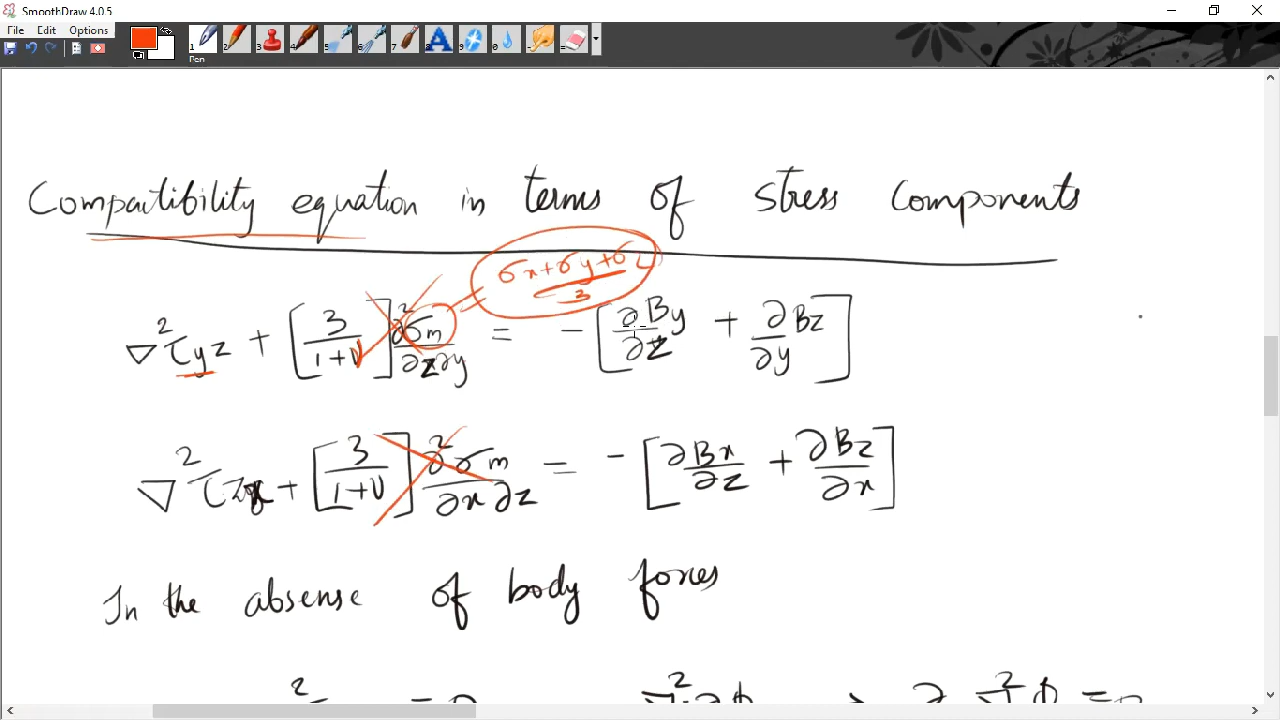 SmoothDraw 4.0.5
File Edit Options
Pen
Compatibility equation in terms of stress components
σx+σy+σz/3
∇²τyz + [3/(1+ν)] ∂²σm/∂z∂y = - [∂By/∂z + ∂Bz/∂y]
∇²τzx + [3/(1+ν)] ∂²σm/∂x∂z = - [∂Bx/∂z + ∂Bz/∂x]
In the absense of body forces